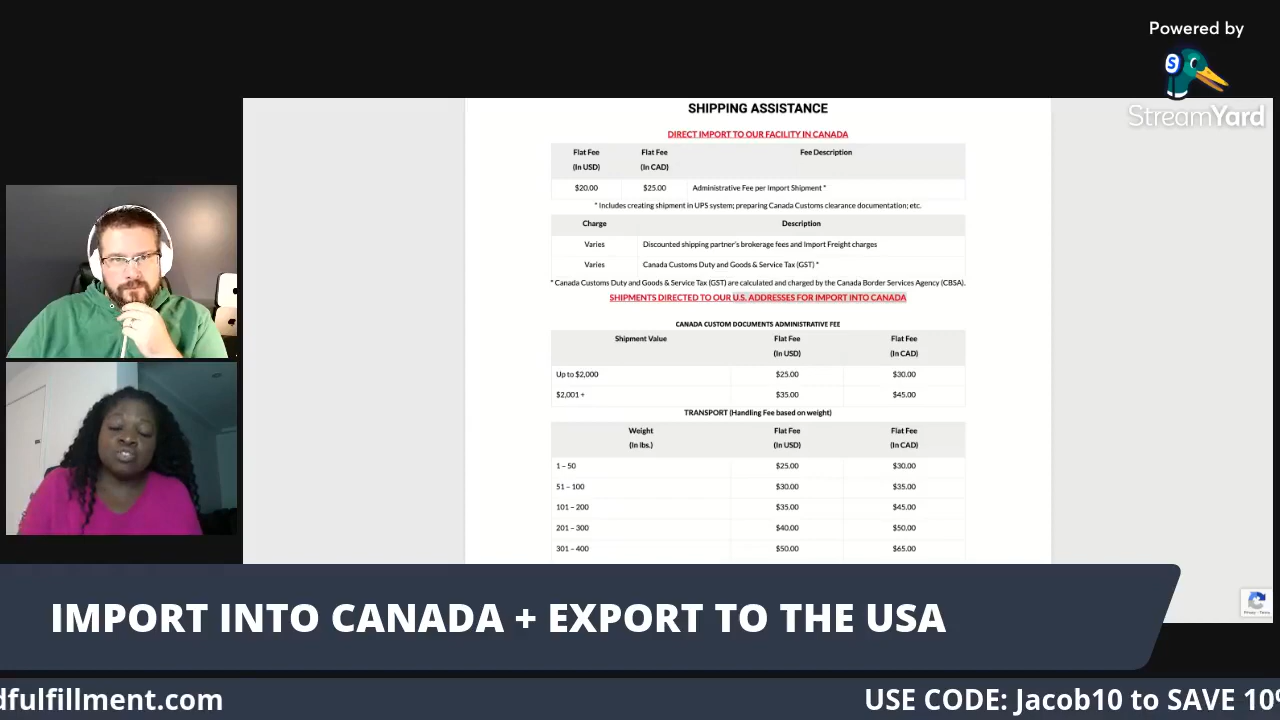 Powered by
S
StreamYard
SHIPPING ASSISTANCE
DIRECT IMPORT TO OUR FACILITY IN CANADA
Flat Fee Flat Fee Fee Description
(In USD) (In CAD)
$20.00 $25.00 Administrative Fee per Import Shipment *
* Includes creating shipment in UPS system; preparing Canada Customs clearance documentation; etc.
Charge Description
Varies Discounted shipping partner's brokerage fees and Import Freight charges
Varies Canada Customs Duty and Goods & Service Tax (GST) *
* Canada Customs Duty and Goods & Service Tax (GST) are calculated and charged by the Canada Border Services Agency (CBSA).
SHIPMENTS DIRECTED TO OUR U.S. ADDRESSES FOR IMPORT INTO CANADA
CANADA CUSTOM DOCUMENTS ADMINISTRATIVE FEE
Shipment Value Flat Fee Flat Fee
(In USD) (In CAD)
Up to $2,000 $25.00 $30.00
$2,001 + $35.00 $45.00
TRANSPORT (Handling Fee based on weight)
Weight Flat Fee Flat Fee
(In lbs.) (In USD) (In CAD)
1 – 50 $25.00 $30.00
51 – 100 $30.00 $35.00
101 – 200 $35.00 $45.00
201 – 300 $40.00 $50.00
301 – 400 $50.00 $65.00
Privacy - Terms
IMPORT INTO CANADA + EXPORT TO THE USA
dfulfillment.com USE CODE: Jacob10 to SAVE 10%